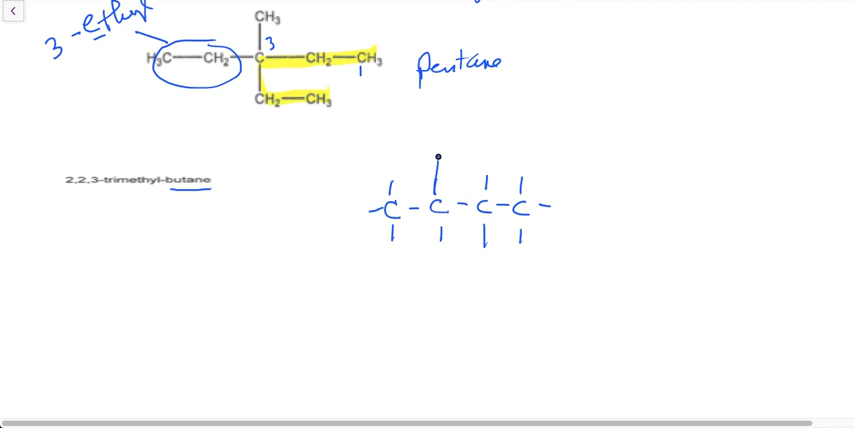 3-ethyl
CH₃
3
H₃C—CH₂—C—CH₂—CH₃
1
pentane
CH₂—CH₃
2,2,3-trimethyl-butane
-C-C-C-C-